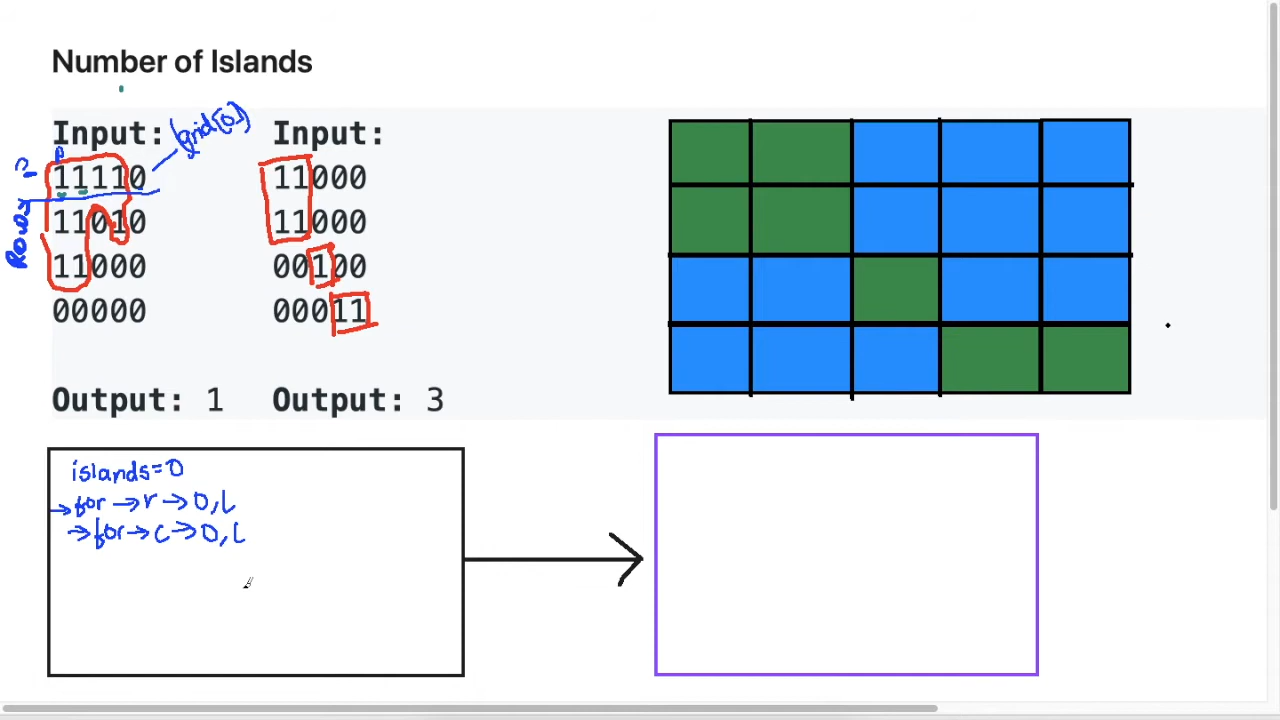 Number of Islands
Input: Input:
grid[0]
11110 11000
11010 11000
11000 00100
00000 00011
Rows
Output: 1 Output: 3
islands=0
→for →r →0,L
→for→c→0,L